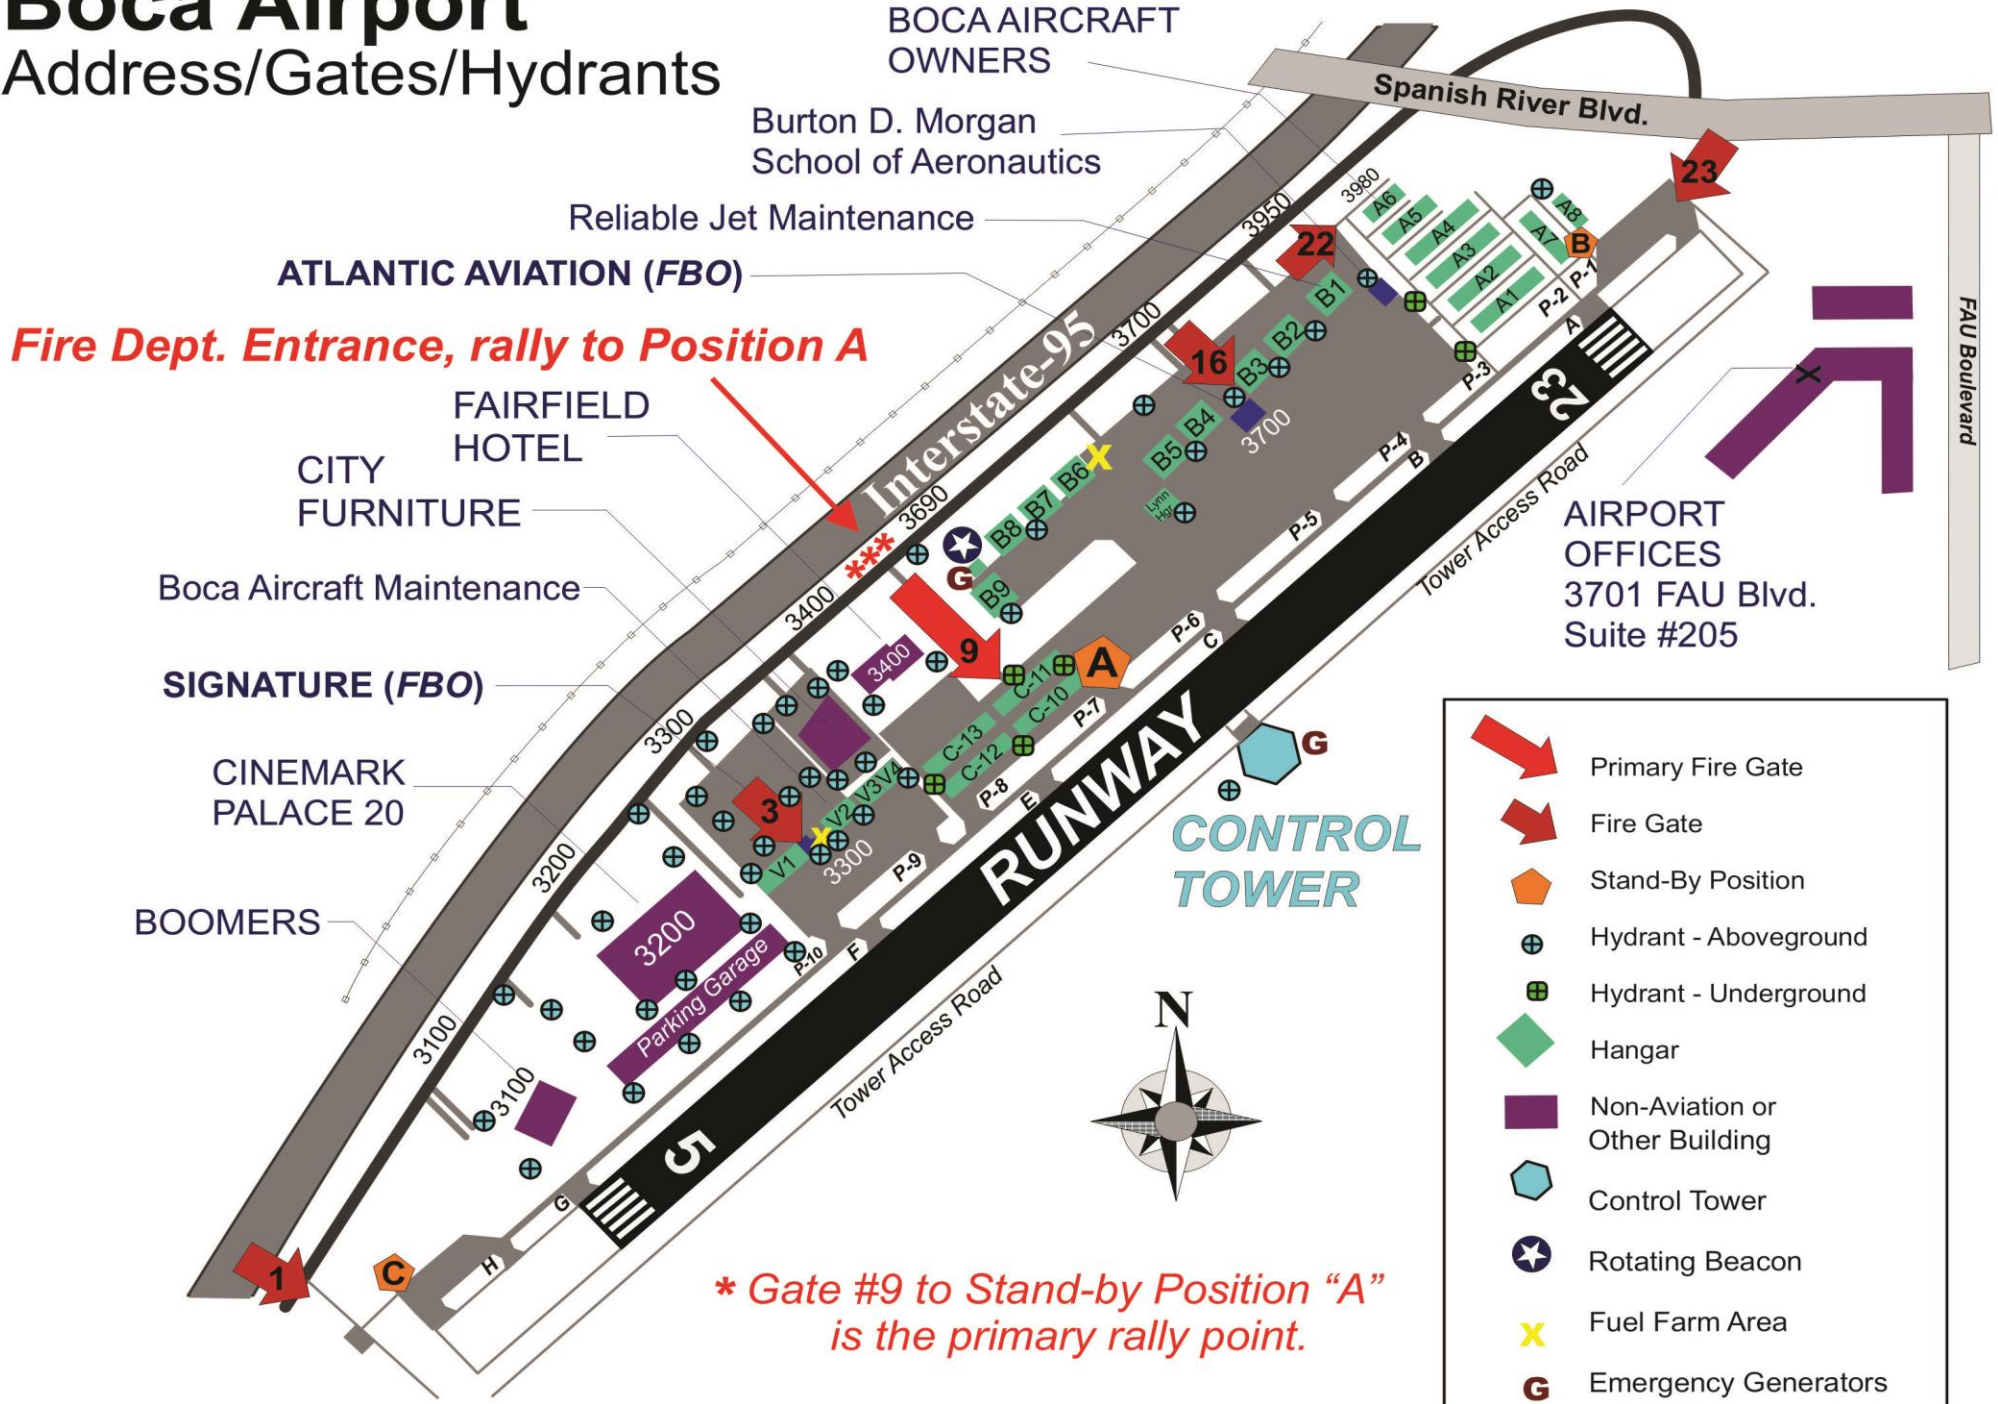 Boca Airport
Address/Gates/Hydrants
BOCA AIRCRAFT
OWNERS
Burton D. Morgan
School of Aeronautics
Reliable Jet Maintenance
ATLANTIC AVIATION (FBO)
Fire Dept. Entrance, rally to Position A
FAIRFIELD
HOTEL
CITY
FURNITURE
Boca Aircraft Maintenance
SIGNATURE (FBO)
CINEMARK
PALACE 20
BOOMERS
Spanish River Blvd.
FAU Boulevard
Interstate-95
3980
3950
3700
3690
3400
3300
3200
3100
23
22
16
9
3
1
A6
A5
A4
A3
A2
A1
A8
A7
B
P-1
P-2
A
P-3
P-4
B
P-5
P-6
C
P-7
P-8
E
P-9
P-10
F
G
H
B1
B2
B3
3700
B4
B5
B6
X
Lynn
Hgr
B7
B8
G
B9
A
C-11
C-10
C-13
C-12
3400
V3
V4
V2
X
V1
3300
3200
Parking Garage
3100
C
23
RUNWAY
5
Tower Access Road
Tower Access Road
X
AIRPORT
OFFICES
3701 FAU Blvd.
Suite #205
G
CONTROL
TOWER
N
* Gate #9 to Stand-by Position “A”
is the primary rally point.
***
Primary Fire Gate
Fire Gate
Stand-By Position
Hydrant - Aboveground
Hydrant - Underground
Hangar
Non-Aviation or
Other Building
Control Tower
Rotating Beacon
X Fuel Farm Area
G Emergency Generators